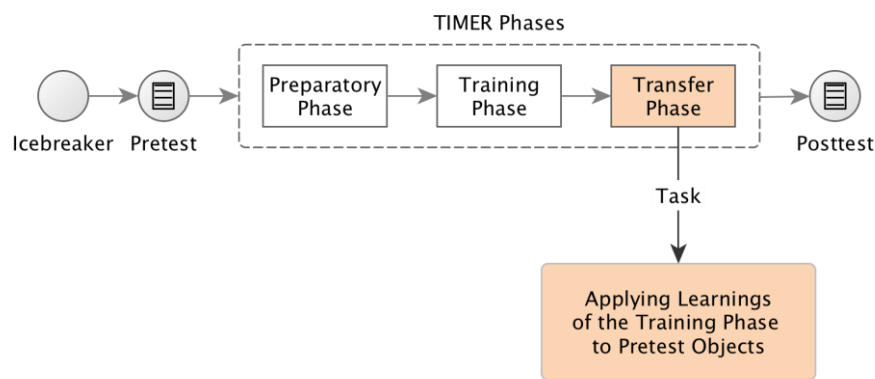 TIMER Phases
Preparatory
Phase
Training
Phase
Transfer
Phase
Icebreaker
Pretest
Posttest
Task
Applying Learnings
of the Training Phase
to Pretest Objects